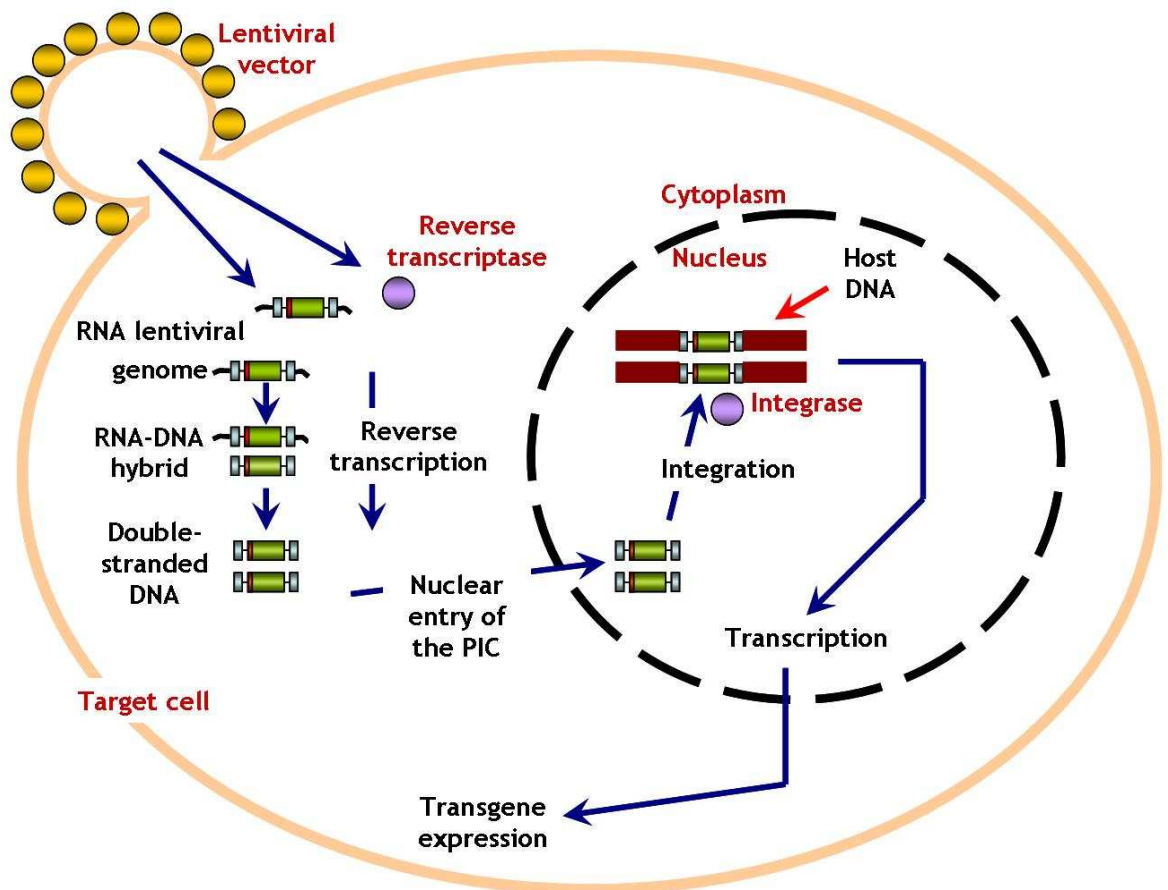 Lentiviral
vector
Reverse
transcriptase
Cytoplasm
Nucleus
Host
DNA
RNA lentiviral
genome
Integrase
RNA-DNA
hybrid
Reverse
transcription
Integration
Double-
stranded
DNA
Nuclear
entry of
the PIC
Transcription
Target cell
Transgene
expression